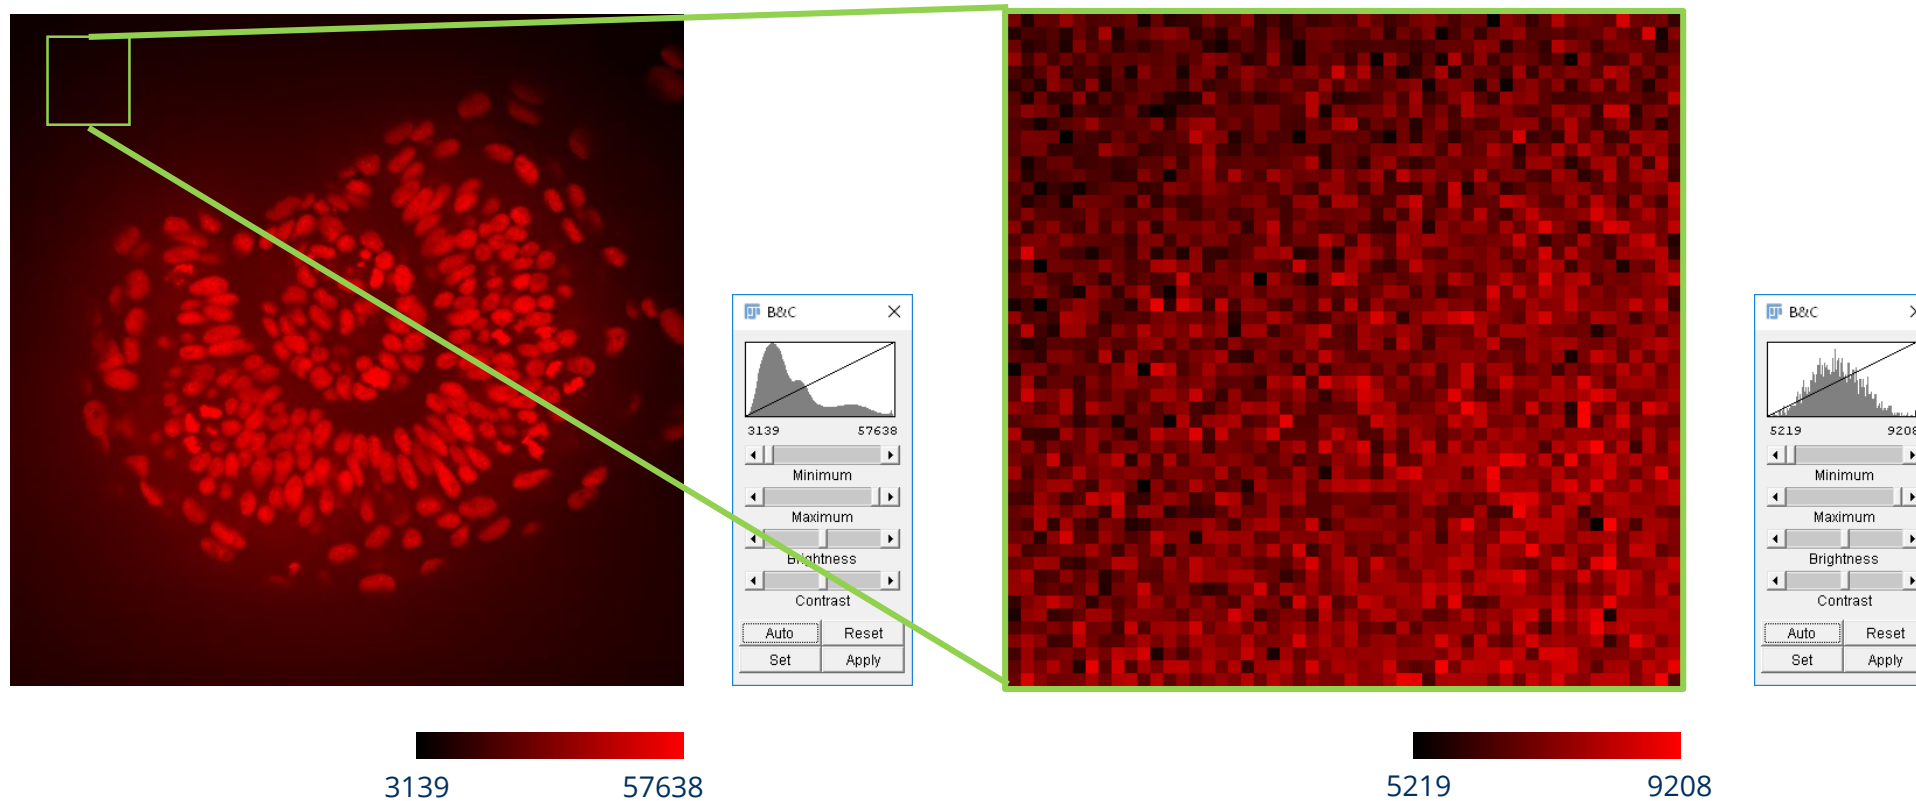 B&C
3139 57638
Minimum
Maximum
Brightness
Contrast
Auto Reset
Set Apply
B&C
5219 9208
Minimum
Maximum
Brightness
Contrast
Auto Reset
Set Apply
3139 57638
5219 9208